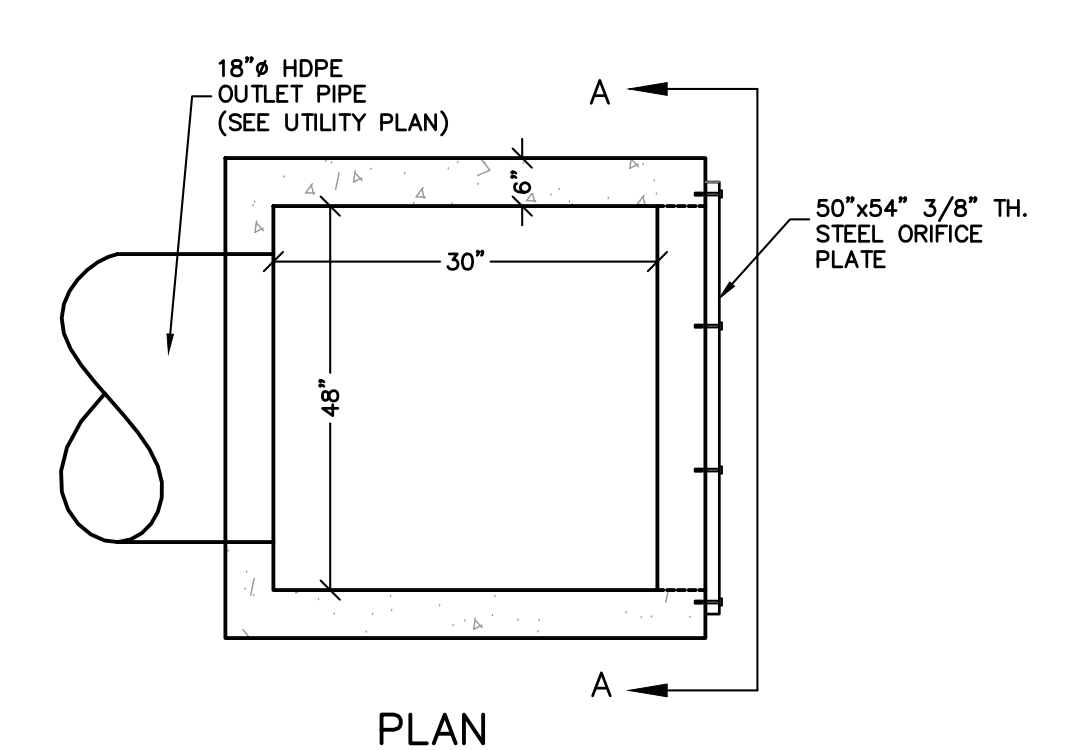 18"ø HDPE
OUTLET PIPE
(SEE UTILITY PLAN)
A
6"
50"x54" 3/8" TH.
STEEL ORIFICE
PLATE
30"
48"
A
PLAN